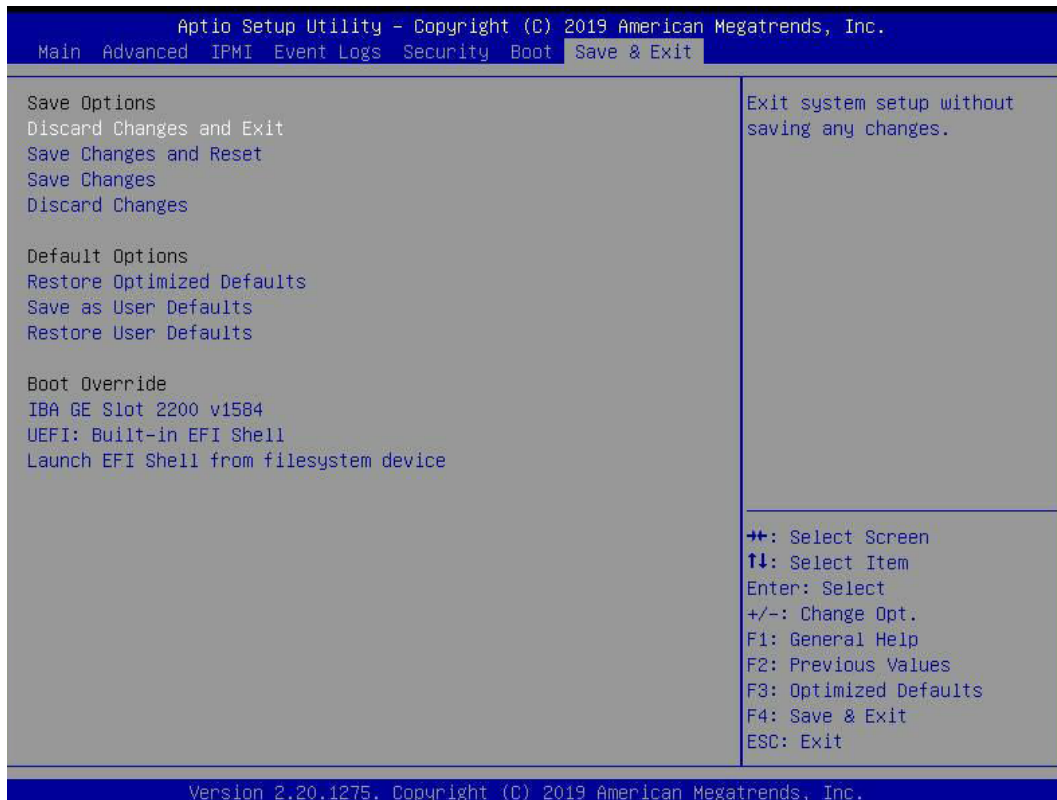 Aptio Setup Utility – Copyright (C) 2019 American Megatrends, Inc.
Main Advanced IPMI Event Logs Security Boot Save & Exit
Save Options
Discard Changes and Exit
Save Changes and Reset
Save Changes
Discard Changes
Default Options
Restore Optimized Defaults
Save as User Defaults
Restore User Defaults
Boot Override
IBA GE Slot 2200 v1584
UEFI: Built-in EFI Shell
Launch EFI Shell from filesystem device
Exit system setup without
saving any changes.
→←: Select Screen
↑↓: Select Item
Enter: Select
+/-: Change Opt.
F1: General Help
F2: Previous Values
F3: Optimized Defaults
F4: Save & Exit
ESC: Exit
Version 2.20.1275. Copyright (C) 2019 American Megatrends, Inc.